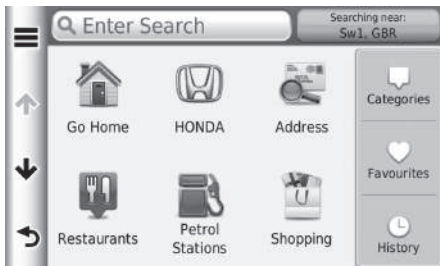 Enter Search
Searching near:
Sw1, GBR
Go Home
HONDA
Address
Categories
Favourites
Restaurants
Petrol
Stations
Shopping
History